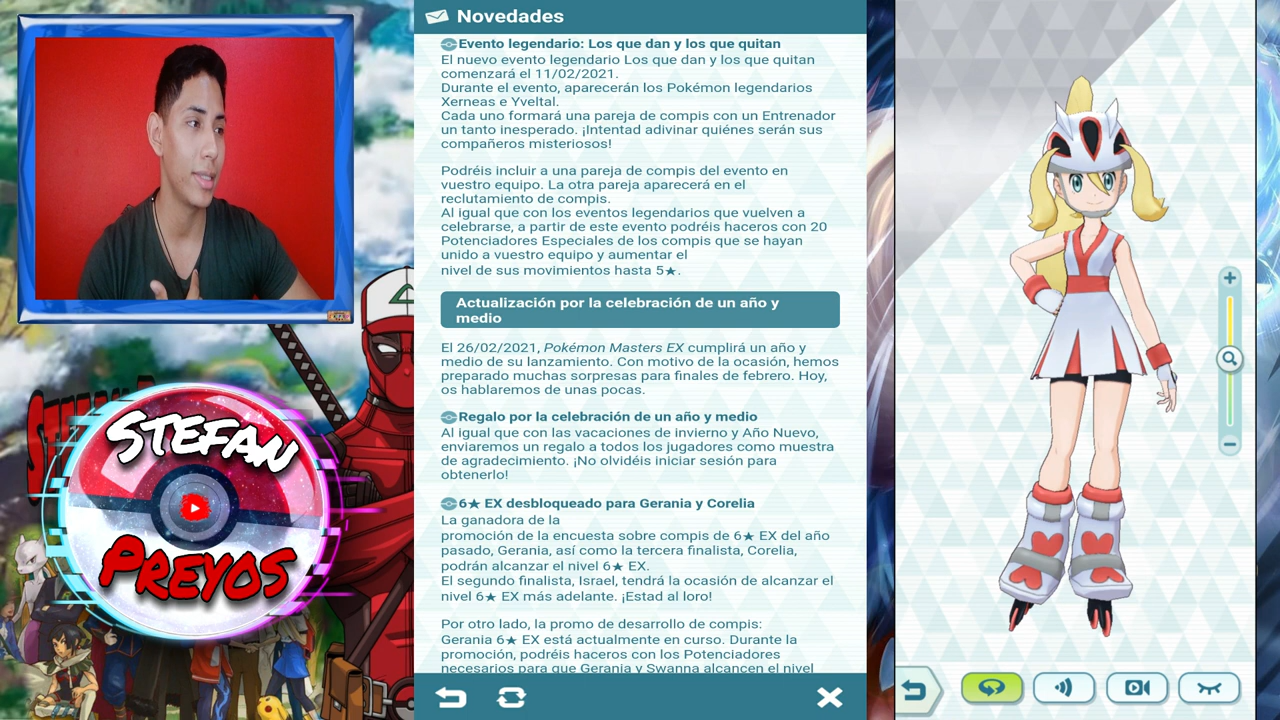 Novedades
Evento legendario: Los que dan y los que quitan
El nuevo evento legendario Los que dan y los que quitan
comenzará el 11/02/2021.
Durante el evento, aparecerán los Pokémon legendarios
Xerneas e Yveltal.
Cada uno formará una pareja de compis con un Entrenador
un tanto inesperado. ¡Intentad adivinar quiénes serán sus
compañeros misteriosos!
Podréis incluir a una pareja de compis del evento en
vuestro equipo. La otra pareja aparecerá en el
reclutamiento de compis.
Al igual que con los eventos legendarios que vuelven a
celebrarse, a partir de este evento podréis haceros con 20
Potenciadores Especiales de los compis que se hayan
unido a vuestro equipo y aumentar el
nivel de sus movimientos hasta 5★.
Actualización por la celebración de un año y
medio
El 26/02/2021, Pokémon Masters EX cumplirá un año y
medio de su lanzamiento. Con motivo de la ocasión, hemos
preparado muchas sorpresas para finales de febrero. Hoy,
os hablaremos de unas pocas.
Regalo por la celebración de un año y medio
Al igual que con las vacaciones de invierno y Año Nuevo,
enviaremos un regalo a todos los jugadores como muestra
de agradecimiento. ¡No olvidéis iniciar sesión para
obtenerlo!
6★ EX desbloqueado para Gerania y Corelia
La ganadora de la
promoción de la encuesta sobre compis de 6★ EX del año
pasado, Gerania, así como la tercera finalista, Corelia,
podrán alcanzar el nivel 6★ EX.
El segundo finalista, Israel, tendrá la ocasión de alcanzar el
nivel 6★ EX más adelante. ¡Estad al loro!
Por otro lado, la promo de desarrollo de compis:
Gerania 6★ EX está actualmente en curso. Durante la
promoción, podréis haceros con los Potenciadores
necesarios para que Gerania y Swanna alcancen el nivel
STEFAN
PREYOS